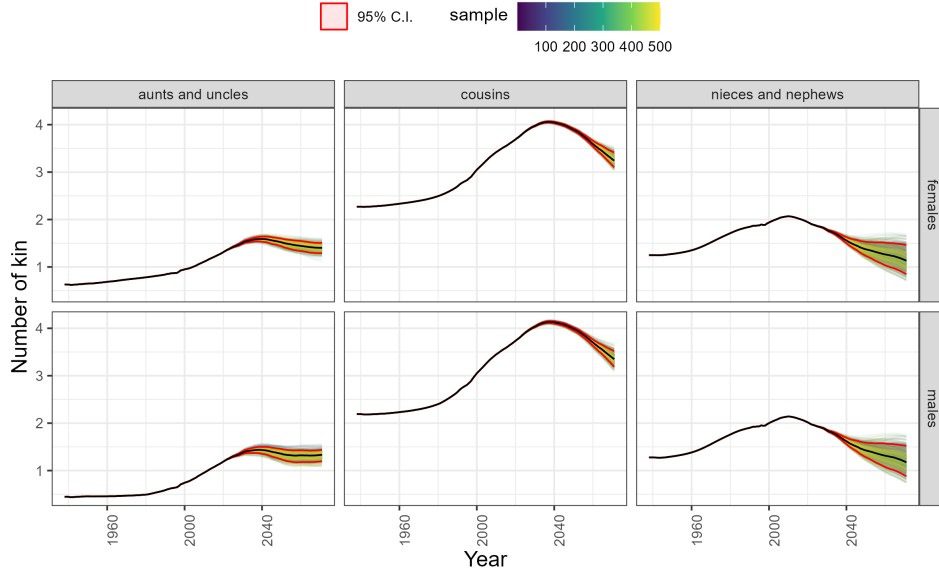 95% C.I.
sample
100 200 300 400 500
aunts and uncles
cousins
nieces and nephews
Number of kin
4
3
2
1
females
4
3
2
1
males
1960 2000 2040
1960 2000 2040
1960 2000 2040
Year